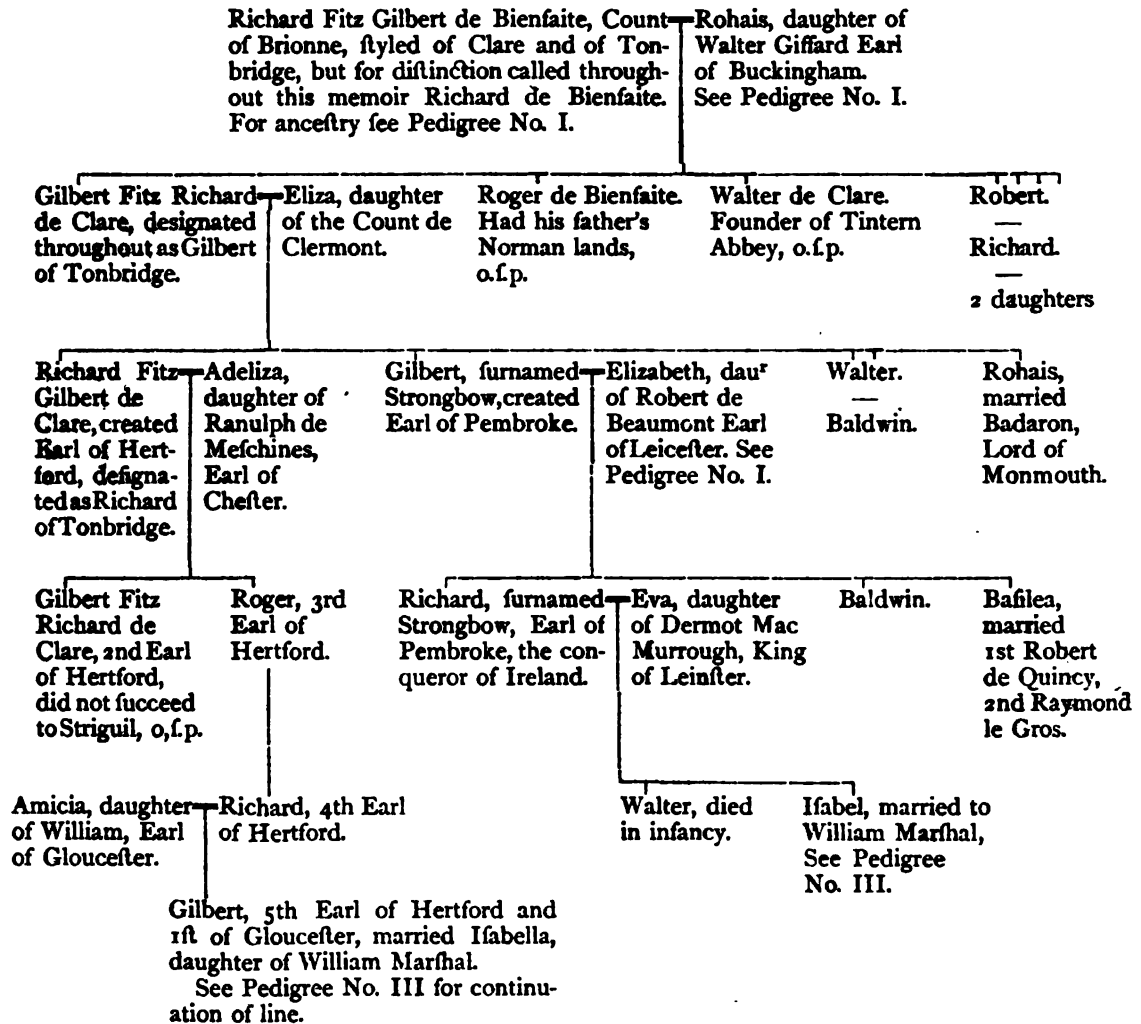 Richard Fitz Gilbert de Bienfaite, Count
of Brionne, ſtyled of Clare and of Ton-
bridge, but for diſtinction called through-
out this memoir Richard de Bienfaite.
For anceſtry ſee Pedigree No. I.
Rohais, daughter of
Walter Giffard Earl
of Buckingham.
See Pedigree No. I.
Gilbert Fitz Richard
de Clare, designated
throughout as Gilbert
of Tonbridge.
Eliza, daughter
of the Count de
Clermont.
Roger de Bienfaite.
Had his father's
Norman lands,
o.ſ.p.
Walter de Clare.
Founder of Tintern
Abbey, o.ſ.p.
Robert.
—
Richard.
—
2 daughters
Richard Fitz
Gilbert de
Clare, created
Earl of Hert-
ford, deſigna-
ted as Richard
of Tonbridge.
Adeliza,
daughter of
Ranulph de
Meſchines,
Earl of
Cheſter.
Gilbert, ſurnamed
Strongbow, created
Earl of Pembroke.
Elizabeth, dauʳ
of Robert de
Beaumont Earl
of Leiceſter. See
Pedigree No. I.
Walter.
—
Baldwin.
Rohais,
married
Badaron,
Lord of
Monmouth.
Gilbert Fitz
Richard de
Clare, 2nd Earl
of Hertford,
did not ſucceed
to Striguil, o,ſ.p.
Roger, 3rd
Earl of
Hertford.
Richard, ſurnamed
Strongbow, Earl of
Pembroke, the con-
queror of Ireland.
Eva, daughter
of Dermot Mac
Murrough, King
of Leinſter.
Baldwin.
Baſilea,
married
1st Robert
de Quincy,
2nd Raymond
le Gros.
Amicia, daughter
of William, Earl
of Glouceſter.
Richard, 4th Earl
of Hertford.
Walter, died
in infancy.
Iſabel, married to
William Marſhal,
See Pedigree
No. III.
Gilbert, 5th Earl of Hertford and
1ſt of Glouceſter, married Iſabella,
daughter of William Marſhal.
See Pedigree No. III for continu-
ation of line.